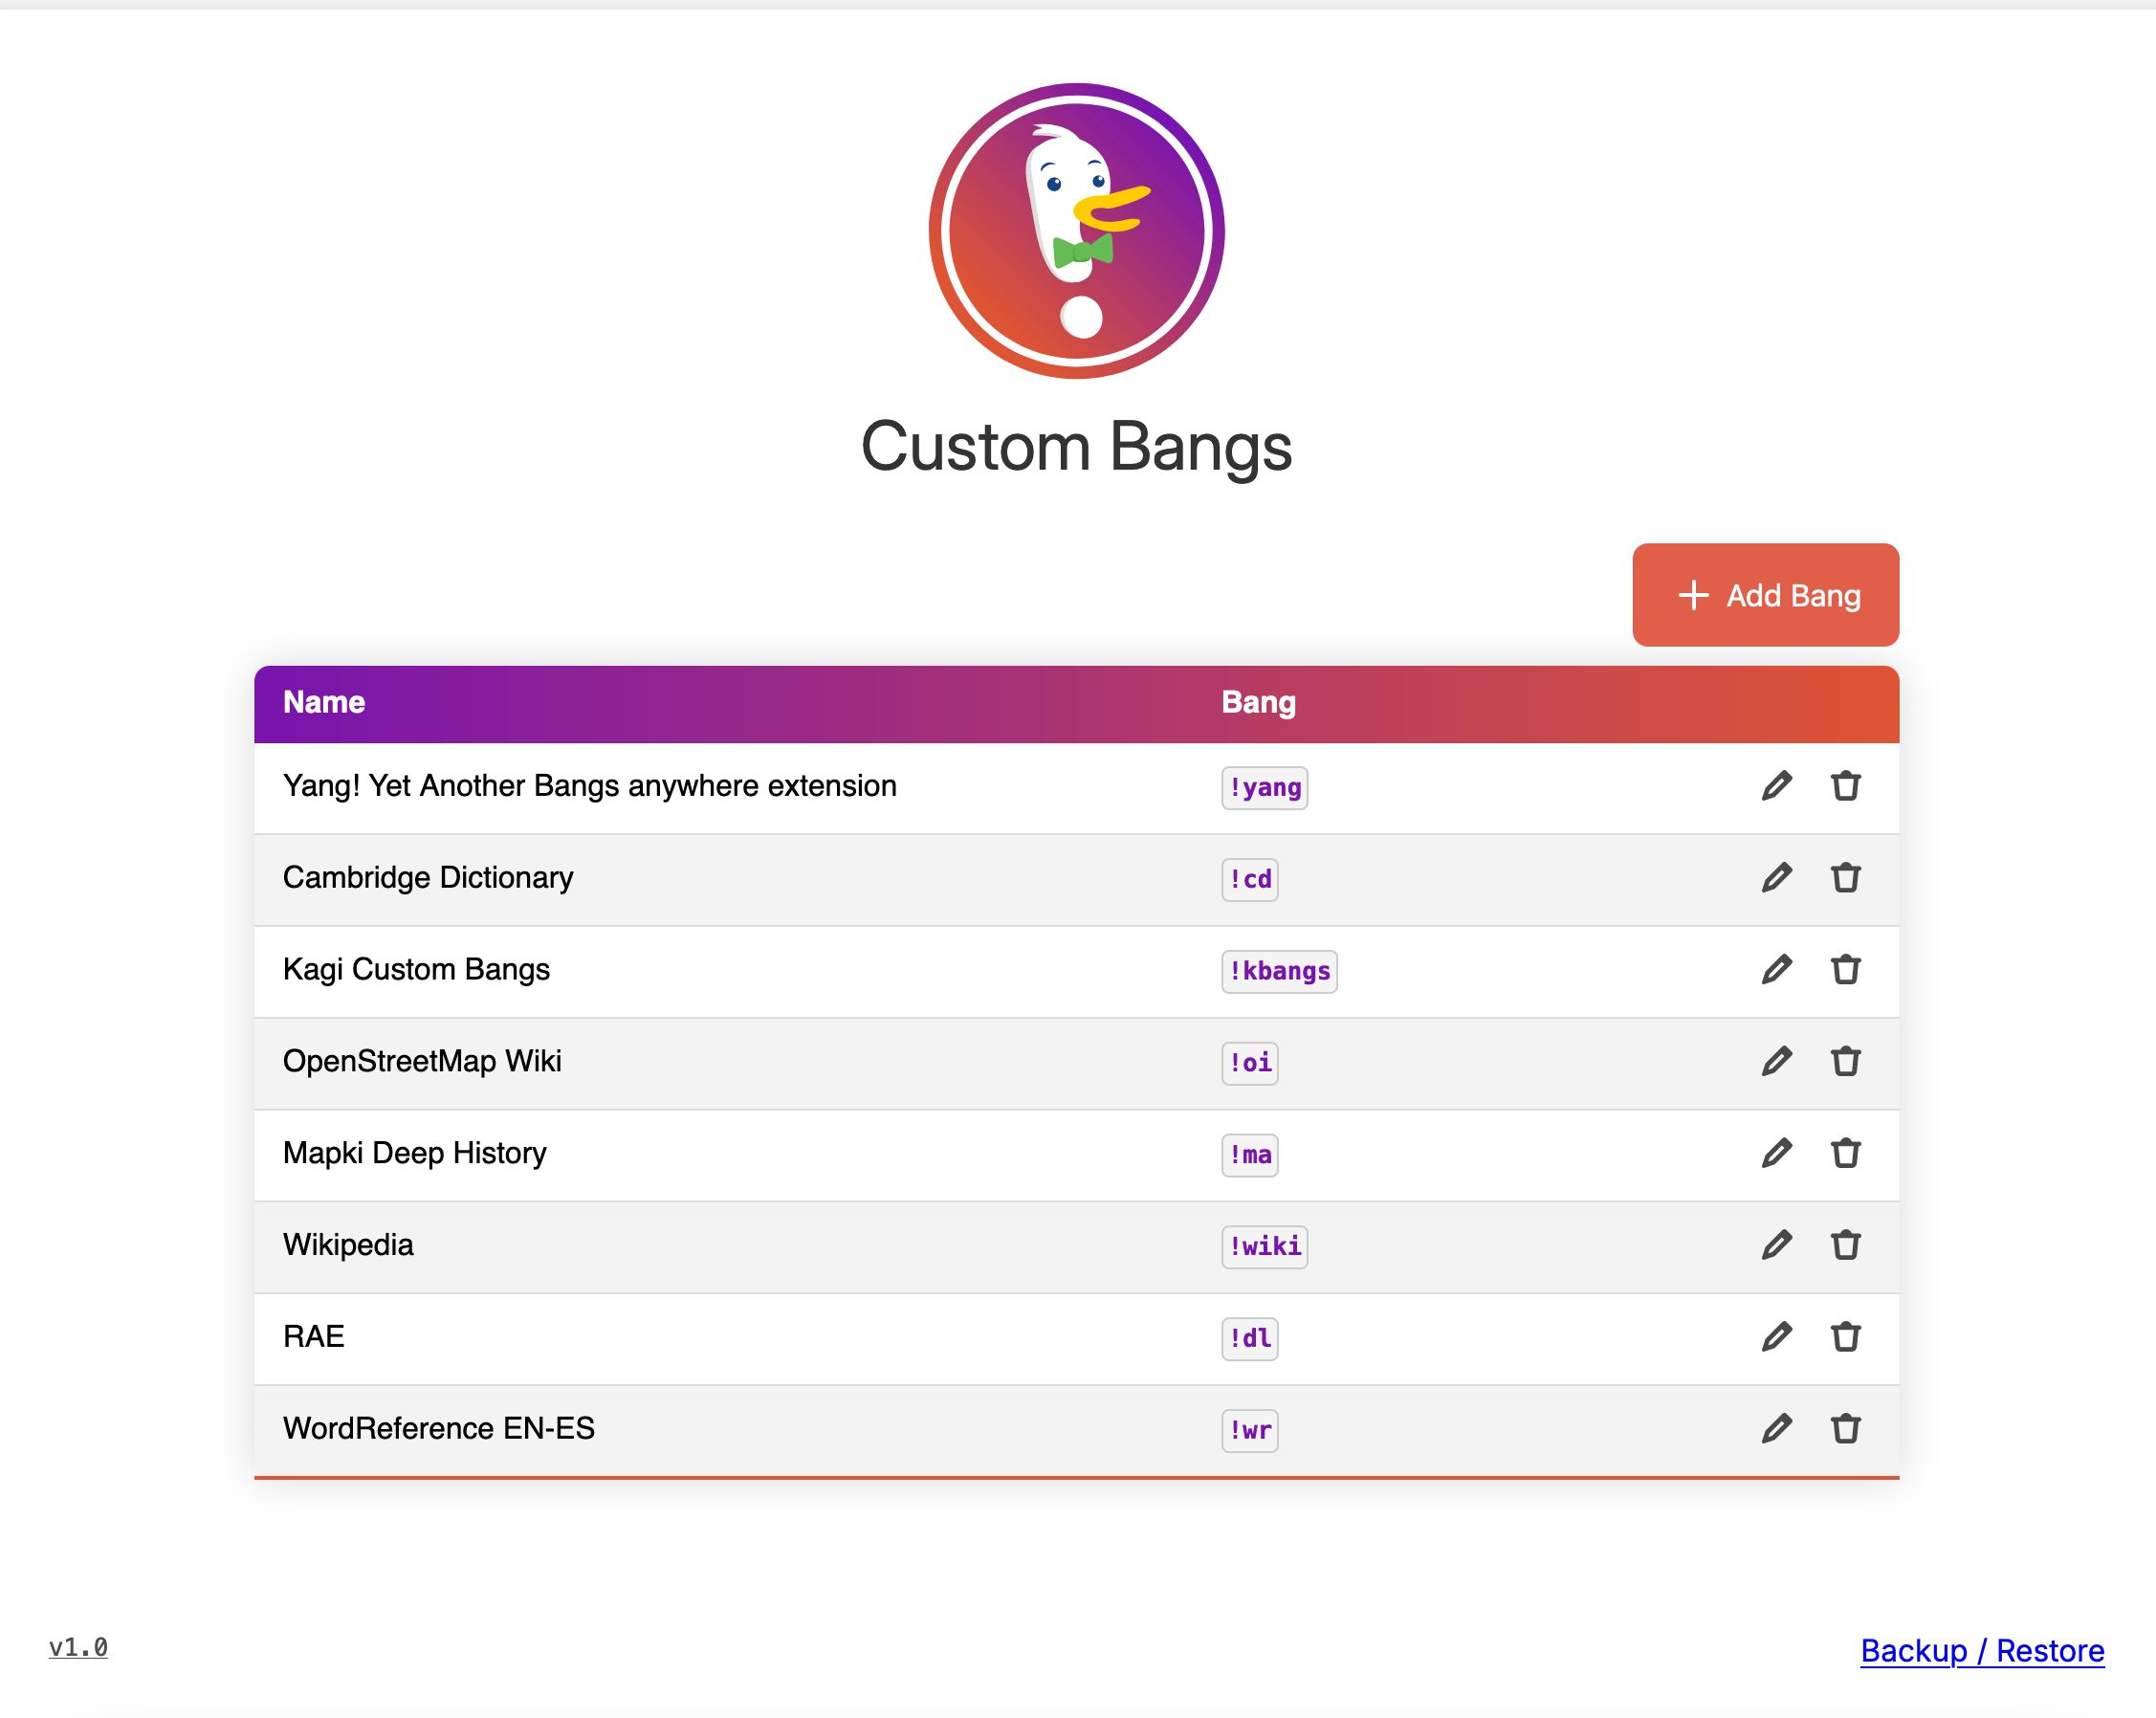 Custom Bangs
Add Bang
Name Bang
Yang! Yet Another Bangs anywhere extension !yang
Cambridge Dictionary !cd
Kagi Custom Bangs !kbangs
OpenStreetMap Wiki !oi
Mapki Deep History !ma
Wikipedia !wiki
RAE !dl
WordReference EN-ES !wr
v1.0 Backup / Restore